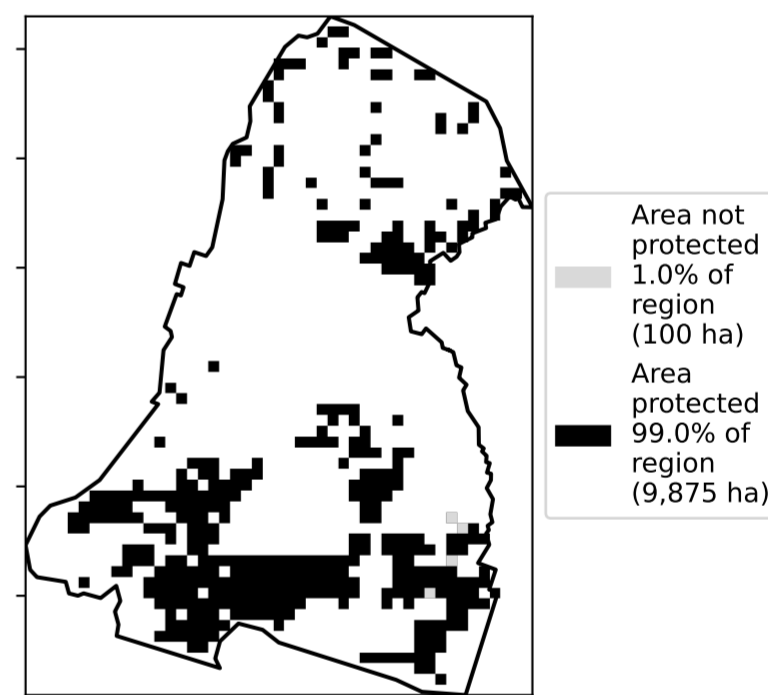 Area not
protected
1.0% of
region
(100 ha)
Area
protected
99.0% of
region
(9,875 ha)